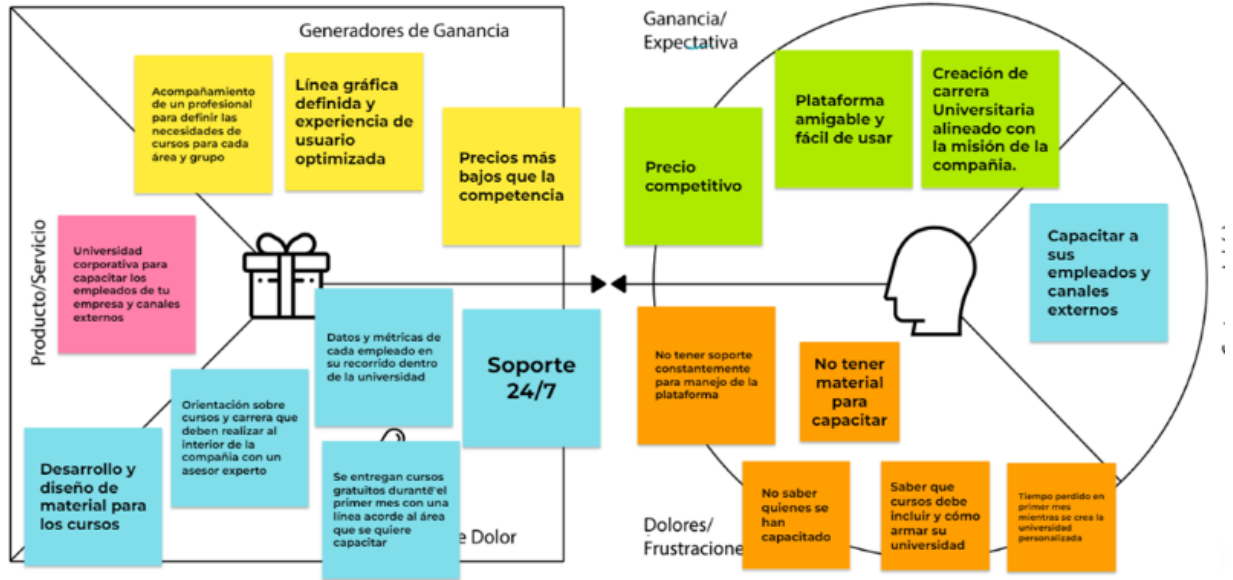 Generadores de Ganancia
Acompañamiento
de un profesional
para definir las
necesidades de
cursos para cada
área y grupo
Línea gráfica
definida y
experiencia de
usuario
optimizada
Precios más
bajos que la
competencia
Producto/Servicio
Universidad
corporativa para
capacitar los
empleados de tu
empresa y canales
externos
Datos y métricas de
cada empleado en
su recorrido dentro
de la universidad
Soporte
24/7
Orientación sobre
cursos y carrera que
deben realizar al
interior de la
compañía con un
asesor experto
Desarrollo y
diseño de
material para
los cursos
Se entregan cursos
gratuitos durante el
primer mes con una
línea acorde al área
que se quiere
capacitar
e Dolor
Ganancia/
Expectativa
Precio
competitivo
Plataforma
amigable y
fácil de usar
Creación de
carrera
Universitaria
alineado con
la misión de la
compañia.
Capacitar a
sus
empleados y
canales
externos
No tener soporte
constantemente
para manejo de la
plataforma
No tener
material
para
capacitar
Dolores/
Frustracione
No saber
quienes se
han
capacitado
Saber que
cursos debe
incluir y cómo
armar su
universidad
Tiempo perdido en
primer mes
mientras se crea la
universidad
personalizada